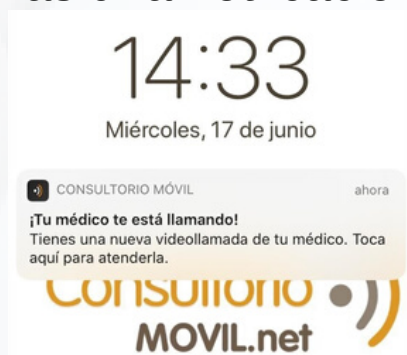 14:33
Miércoles, 17 de junio
CONSULTORIO MÓVIL ahora
¡Tu médico te está llamando!
Tienes una nueva videollamada de tu médico. Toca
aquí para atenderla.
Consultorio
MOVIL.net